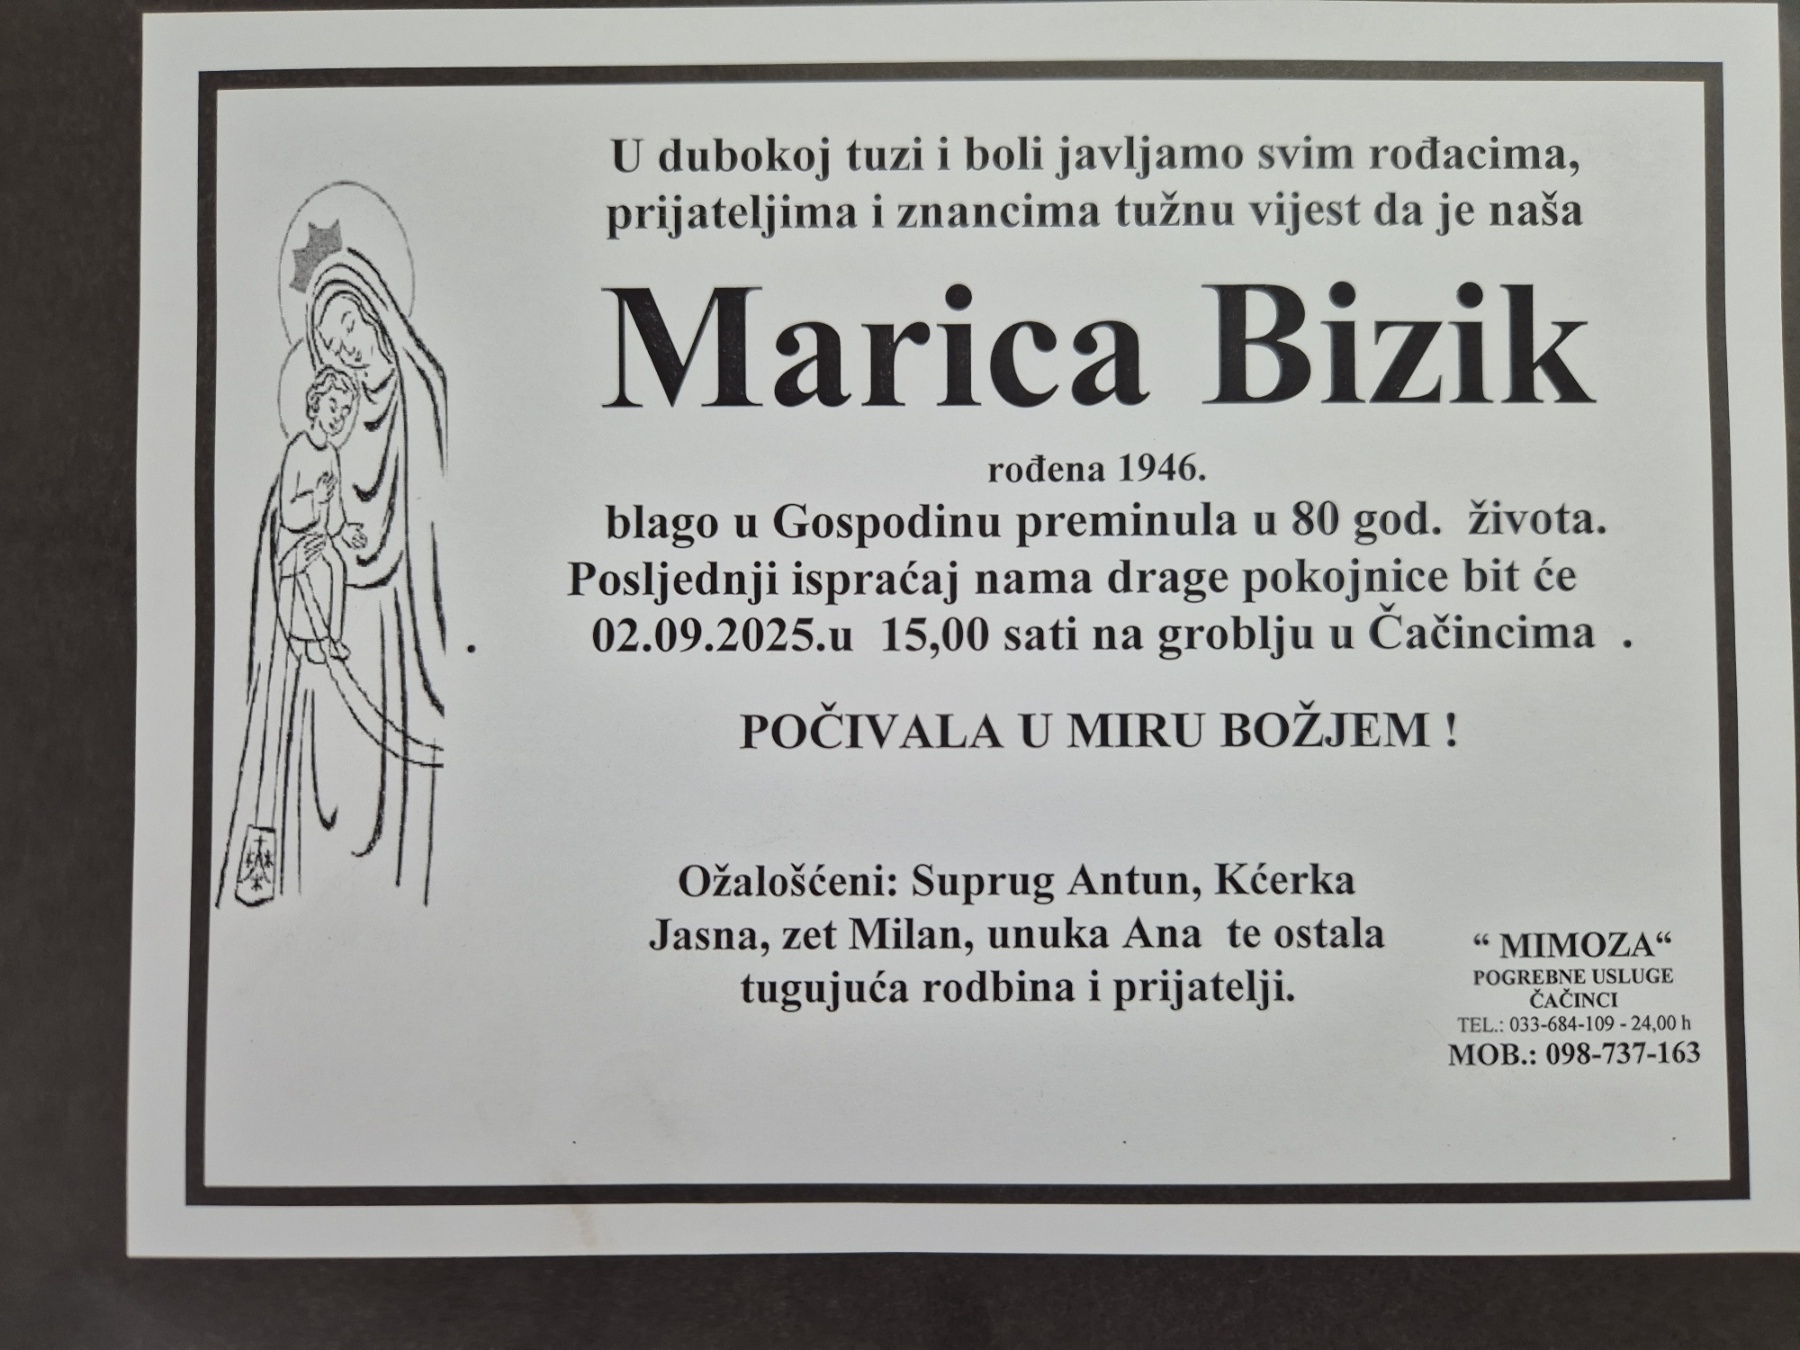 U dubokoj tuzi i boli javljamo svim rođacima,
prijateljima i znancima tužnu vijest da je naša
Marica Bizik
rođena 1946.
blago u Gospodinu preminula u 80 god.  života.
Posljednji ispraćaj nama drage pokojnice bit će
. 02.09.2025.u  15,00 sati na groblju u Čačincima  .
POČIVALA U MIRU BOŽJEM !
Ožalošćeni: Suprug Antun, Kćerka
Jasna, zet Milan, unuka Ana  te ostala
tugujuća rodbina i prijatelji.
“ MIMOZA“
POGREBNE USLUGE
ČAČINCI
TEL.: 033-684-109 - 24,00 h
MOB.: 098-737-163